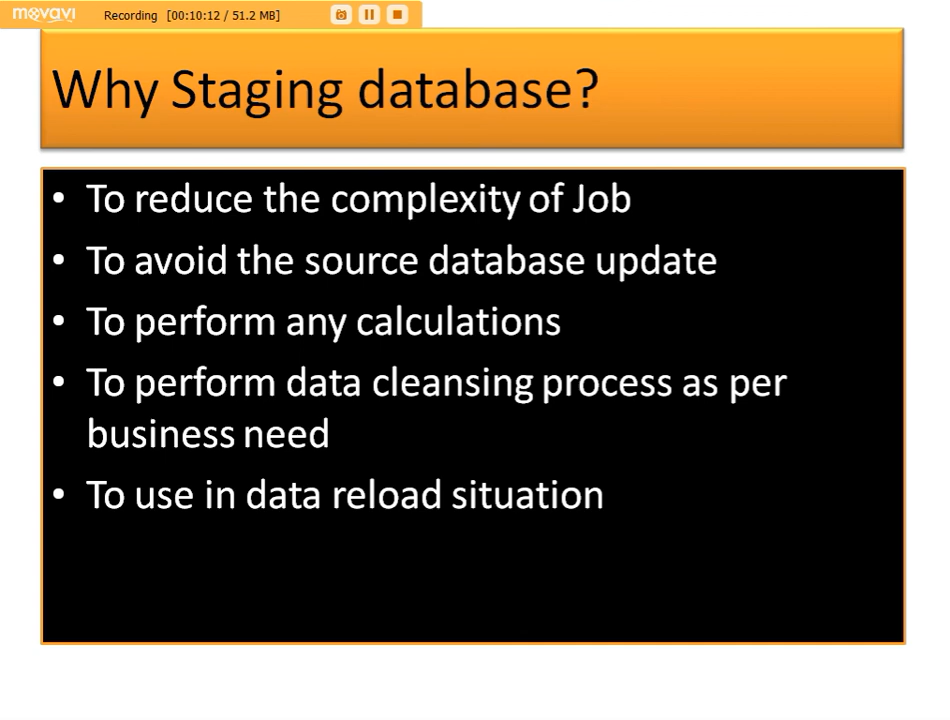 movavi Recording [00:10:12 / 51.2 MB]
Why Staging database?
• To reduce the complexity of Job
• To avoid the source database update
• To perform any calculations
• To perform data cleansing process as per
business need
• To use in data reload situation